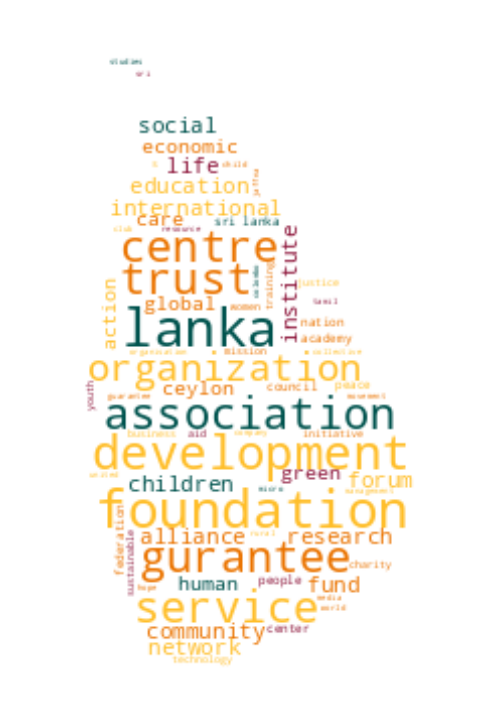 studies
sri
social
economic
life child
education
jaffna
international
care sri lanka
club resource
centre
institute
trust
colombo
training
justice
action
global women
tamil
lanka
nation
academy
organisation mission collective
organization
youth
ceylon council peace
guarantee movement
association
business aid company initiative
development
united green
children micro forum
management
foundation
federation
alliance rural research
sustainable
gurantee
charity
hope human people fund
media
service world
community center
network
technology